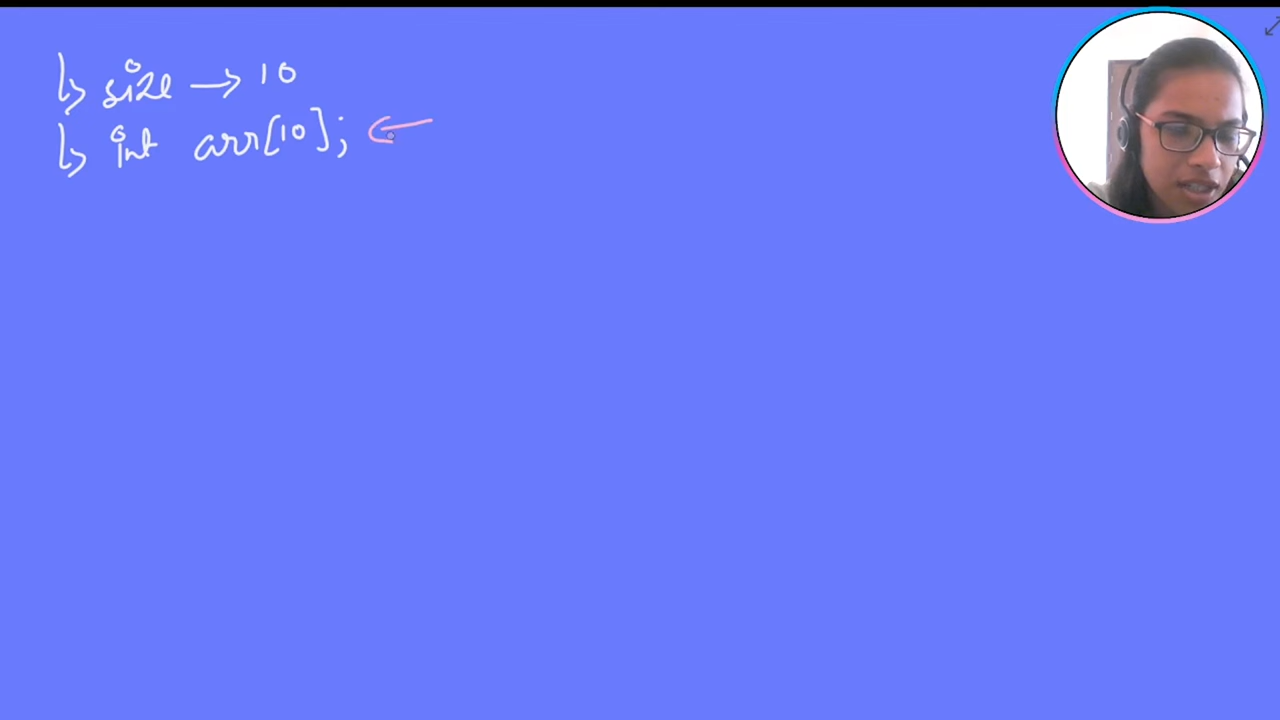 ↳ size → 10
↳ int arr[10]; ←